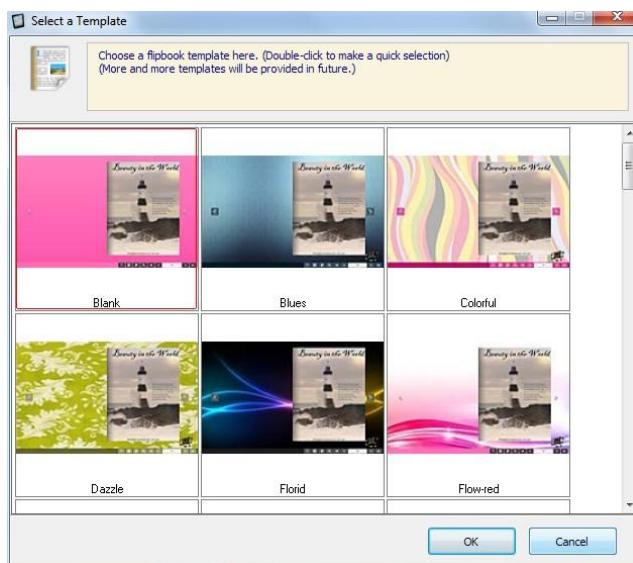 Select a Template
Choose a flipbook template here. (Double-click to make a quick selection)
(More and more templates will be provided in future.)
Beauty in the World
Beauty in the World
Beauty in the World
Blank
Blues
Colorful
Beauty in the World
Beauty in the World
Beauty in the World
Dazzle
Florid
Flow-red
OK
Cancel